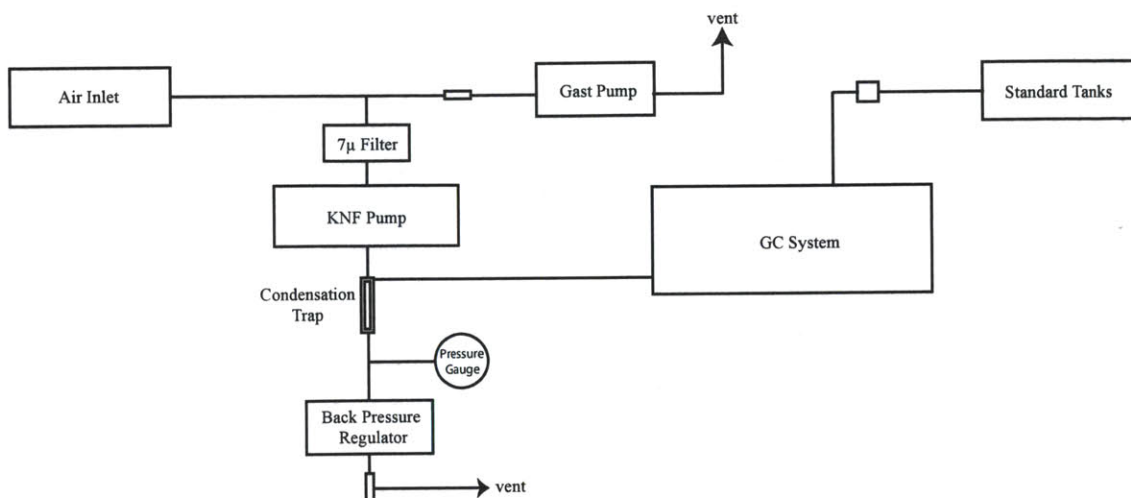 vent
Air Inlet
Gast Pump
Standard Tanks
7μ Filter
KNF Pump
GC System
Condensation
Trap
Pressure
Gauge
Back Pressure
Regulator
vent